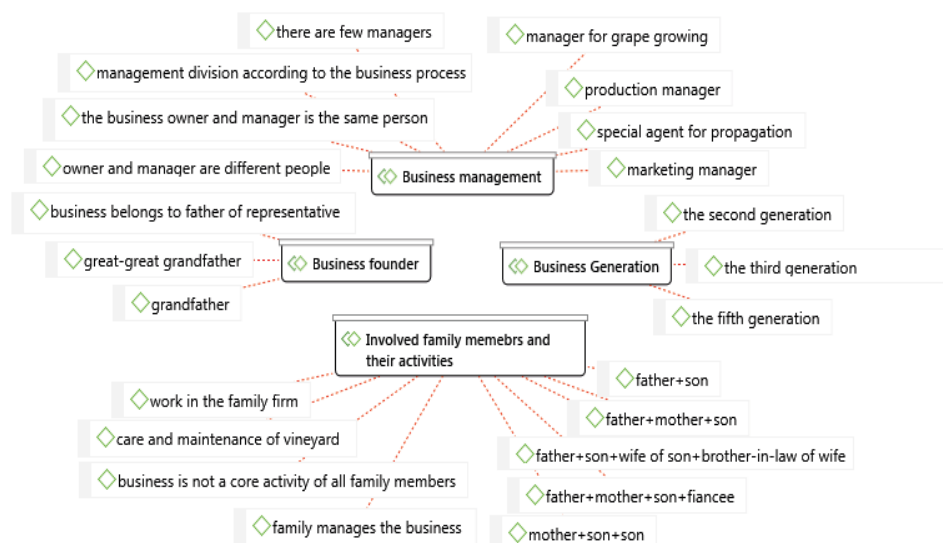 there are few managers
manager for grape growing
management division according to the business process
production manager
the business owner and manager is the same person
special agent for propagation
owner and manager are different people
Business management
marketing manager
business belongs to father of representative
the second generation
great-great grandfather
Business founder
Business Generation
the third generation
grandfather
the fifth generation
Involved family memebrs and
their activities
father+son
work in the family firm
father+mother+son
care and maintenance of vineyard
father+son+wife of son+brother-in-law of wife
business is not a core activity of all family members
father+mother+son+fiancee
family manages the business
mother+son+son